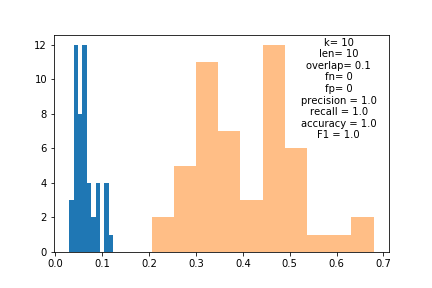 12
10
8
6
4
2
0
k= 10
len= 10
overlap= 0.1
fn= 0
fp= 0
precision = 1.0
recall = 1.0
accuracy = 1.0
F1 = 1.0
0.0 0.1 0.2 0.3 0.4 0.5 0.6 0.7